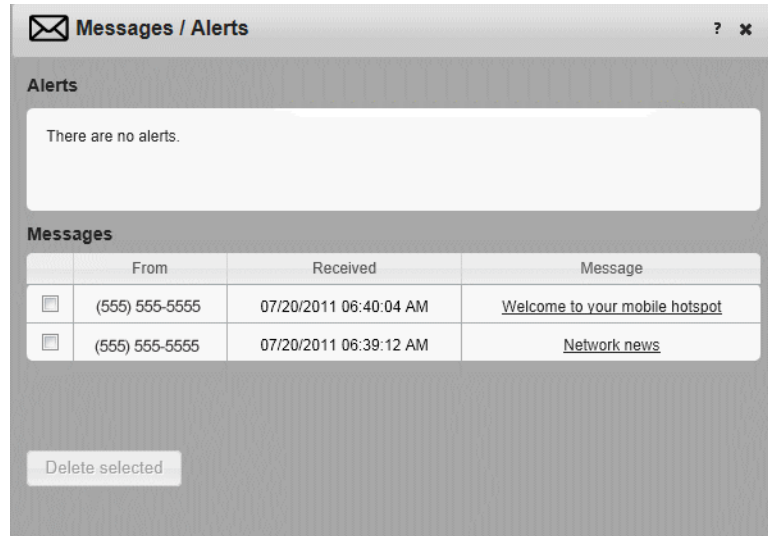 Messages / Alerts ? ✖
Alerts
There are no alerts.
Messages
From Received Message
(555) 555-5555 07/20/2011 06:40:04 AM Welcome to your mobile hotspot
(555) 555-5555 07/20/2011 06:39:12 AM Network news
Delete selected